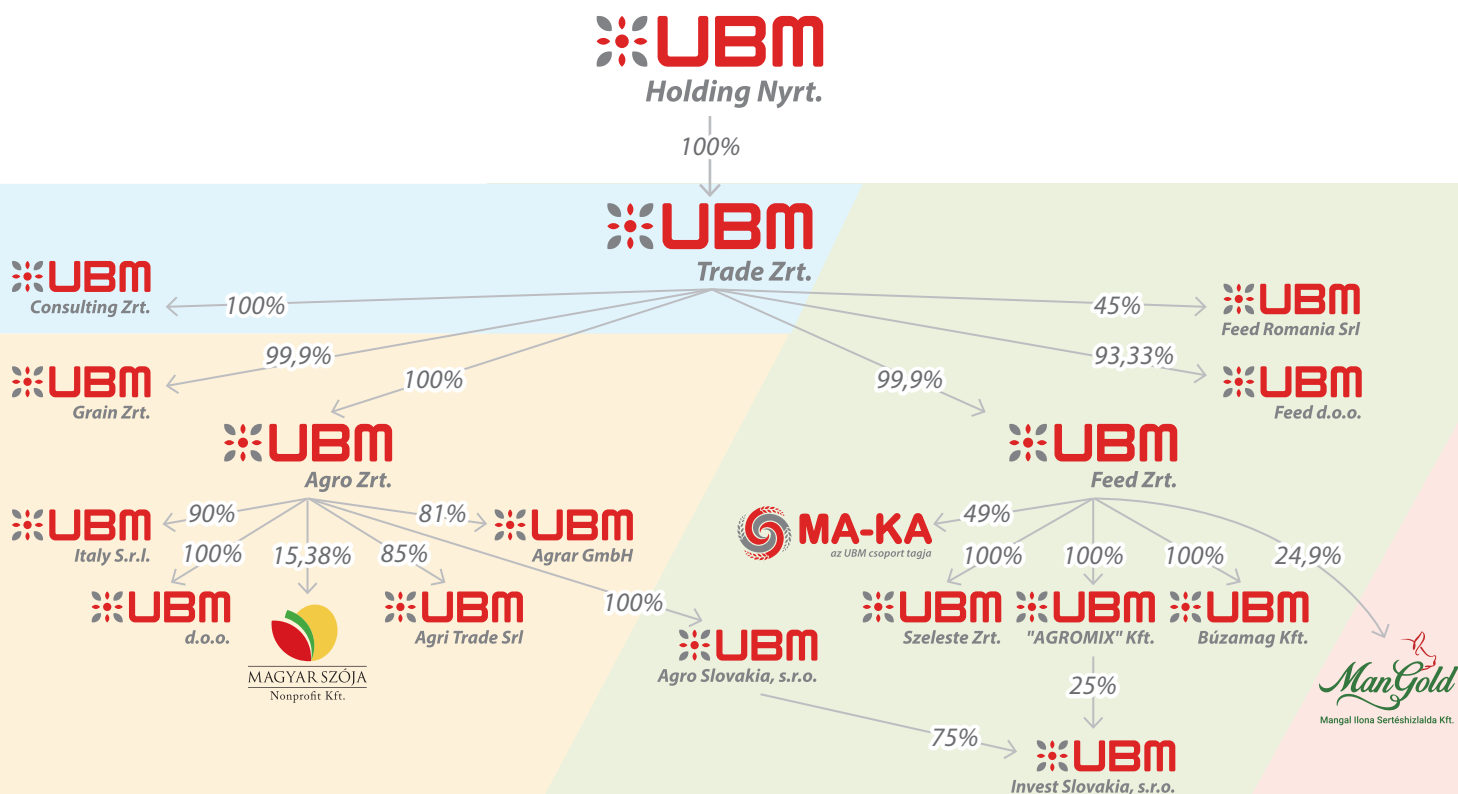 UBM
Holding Nyrt.
100%
UBM
Trade Zrt.
UBM
Consulting Zrt.
100%
45%
UBM
Feed Romania Srl
99,9%
93,33%
UBM
Grain Zrt.
100%
99,9%
UBM
Feed d.o.o.
UBM
Agro Zrt.
UBM
Feed Zrt.
UBM
Italy S.r.l.
90%
81%
UBM
Agrar GmbH
MA-KA
az UBM csoport tagja
49%
100%
15,38%
85%
100%
100%
100%
24,9%
UBM
d.o.o.
MAGYAR SZÓJA
Nonprofit Kft.
UBM
Agri Trade Srl
100%
UBM
Agro Slovakia, s.r.o.
UBM
Szeleste Zrt.
UBM
"AGROMIX" Kft.
UBM
Búzamag Kft.
ManGold
Mangal Ilona Sertéshizlalda Kft.
25%
75%
UBM
Invest Slovakia, s.r.o.